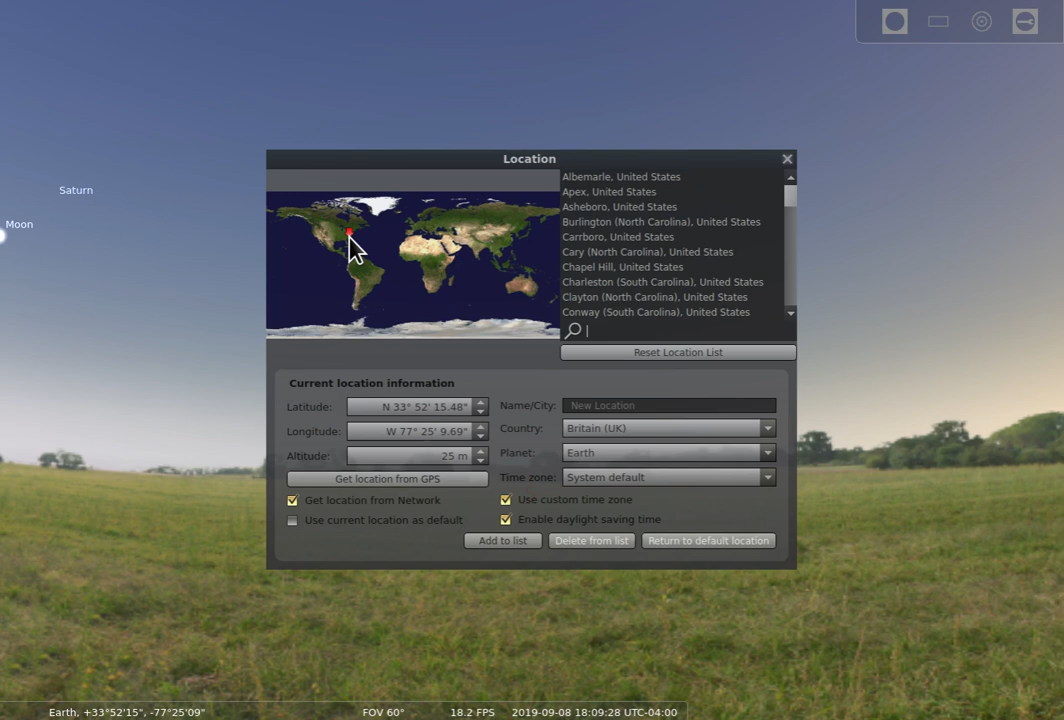 Saturn
Moon
Location
Albemarle, United States
Apex, United States
Asheboro, United States
Burlington (North Carolina), United States
Carrboro, United States
Cary (North Carolina), United States
Chapel Hill, United States
Charleston (South Carolina), United States
Clayton (North Carolina), United States
Conway (South Carolina), United States
Reset Location List
Current location information
Latitude: N 33° 52' 15.48"
Longitude: W 77° 25' 9.69"
Altitude: 25 m
Get location from GPS
Get location from Network
Use current location as default
Name/City: New Location
Country: Britain (UK)
Planet: Earth
Time zone: System default
Use custom time zone
Enable daylight saving time
Add to list Delete from list Return to default location
Earth, +33°52'15", -77°25'09" FOV 60° 18.2 FPS 2019-09-08 18:09:28 UTC-04:00